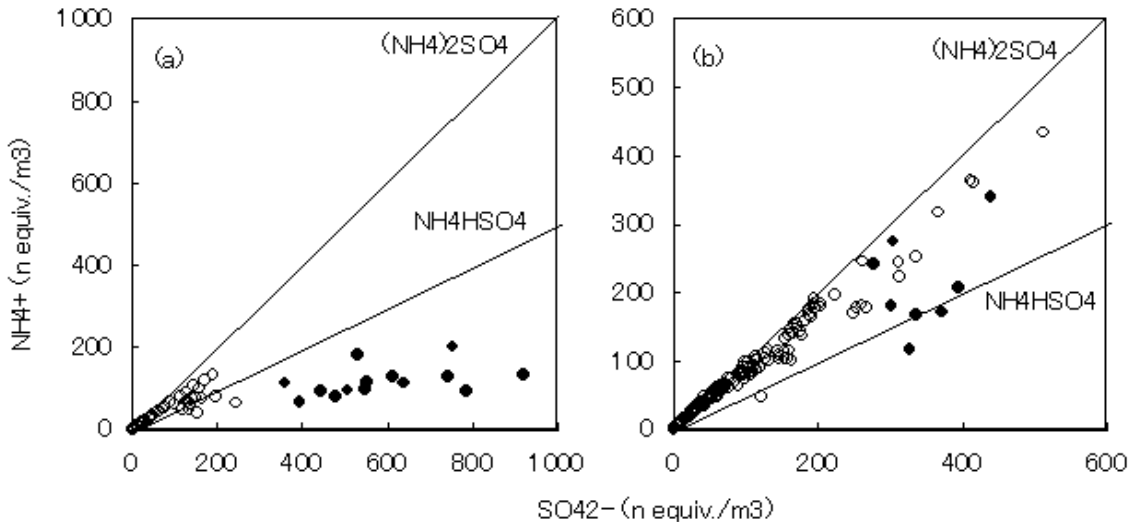 1000
800
600
400
200
0
NH4+ (n equiv./m3)
(a)
(NH4)2SO4
NH4HSO4
0 200 400 600 800 1000
600
500
400
300
200
100
0
(b)
(NH4)2SO4
NH4HSO4
0 200 400 600
SO42- (n equiv./m3)